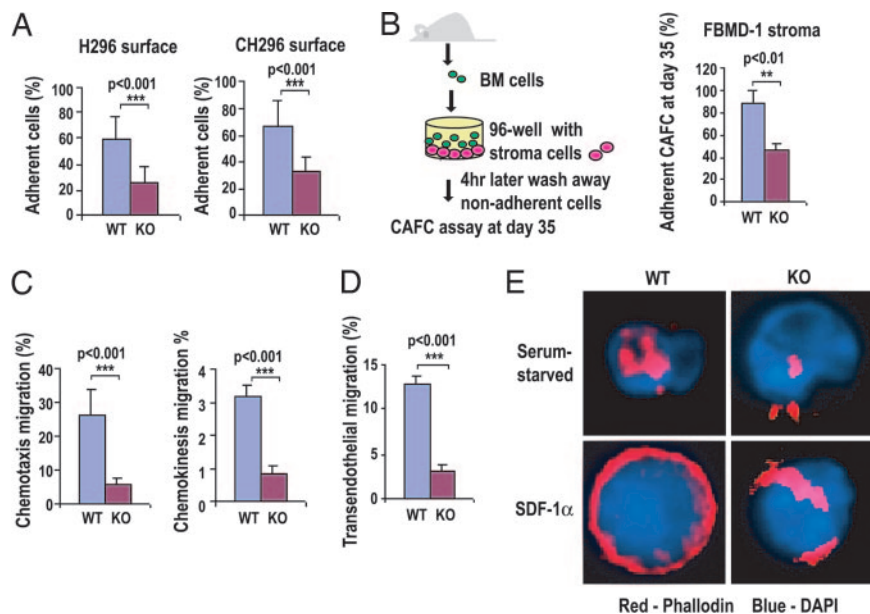 A
H296 surface
p<0.001
***
Adherent cells (%)
100
80
60
40
20
0
WT KO
CH296 surface
p<0.001
***
Adherent cells (%)
100
80
60
40
20
0
WT KO
B
BM cells
96-well with
stroma cells
4hr later wash away
non-adherent cells
CAFC assay at day 35
FBMD-1 stroma
p<0.01
**
Adherent CAFC at day 35 (%)
120
100
80
60
40
20
0
WT KO
C
p<0.001
***
Chemotaxis migration (%)
40
30
20
10
0
WT KO
p<0.001
***
Chemokinesis migration %
4
3
2
1
0
WT KO
D
p<0.001
***
Transendothelial migration (%)
15
10
5
0
WT KO
E
WT KO
Serum-
starved
SDF-1α
Red - Phallodin Blue - DAPI